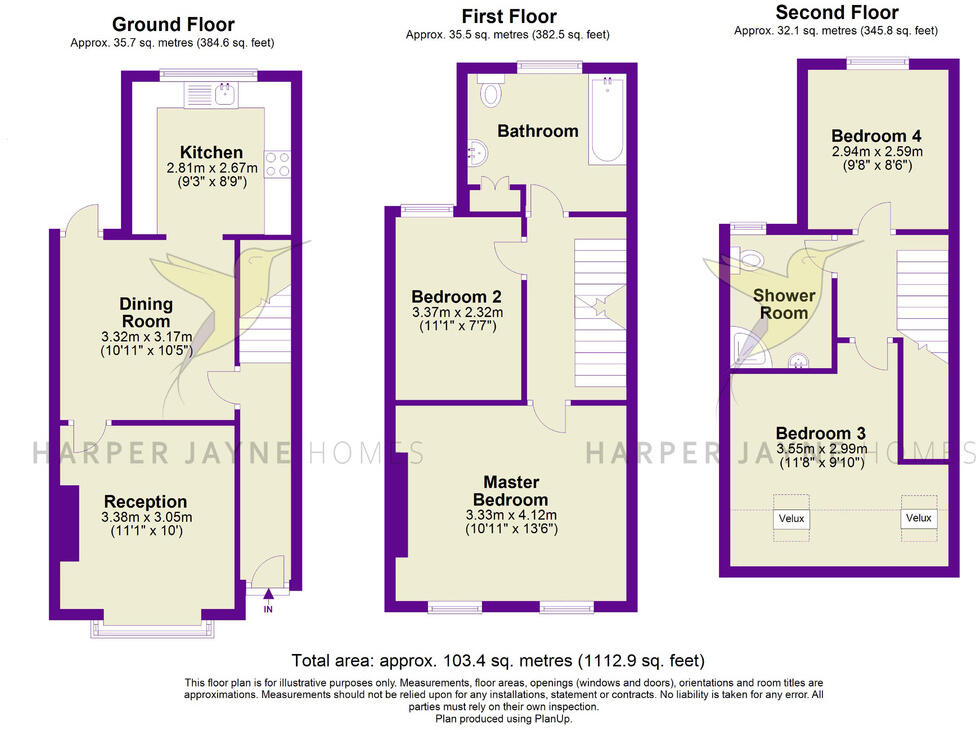 Ground Floor
Approx. 35.7 sq. metres (384.6 sq. feet)
Kitchen
2.81m x 2.67m
(9'3" x 8'9")
Dining
Room
3.32m x 3.17m
(10'11" x 10'5")
Reception
3.38m x 3.05m
(11'1" x 10')
IN
First Floor
Approx. 35.5 sq. metres (382.5 sq. feet)
Bathroom
Bedroom 2
3.37m x 2.32m
(11'1" x 7'7")
Master
Bedroom
3.33m x 4.12m
(10'11" x 13'6")
Second Floor
Approx. 32.1 sq. metres (345.8 sq. feet)
Bedroom 4
2.94m x 2.59m
(9'8" x 8'6")
Shower
Room
Bedroom 3
3.55m x 2.99m
(11'8" x 9'10")
Velux
Velux
HARPER JAYNE HOMES
HARPER JAYNE HOMES
Total area: approx. 103.4 sq. metres (1112.9 sq. feet)
This floor plan is for illustrative purposes only. Measurements, floor areas, openings (windows and doors), orientations and room titles are
approximations. Measurements should not be relied upon for any installations, statement or contracts. No liability is taken for any error. All
parties must rely on their own inspection.
Plan produced using PlanUp.